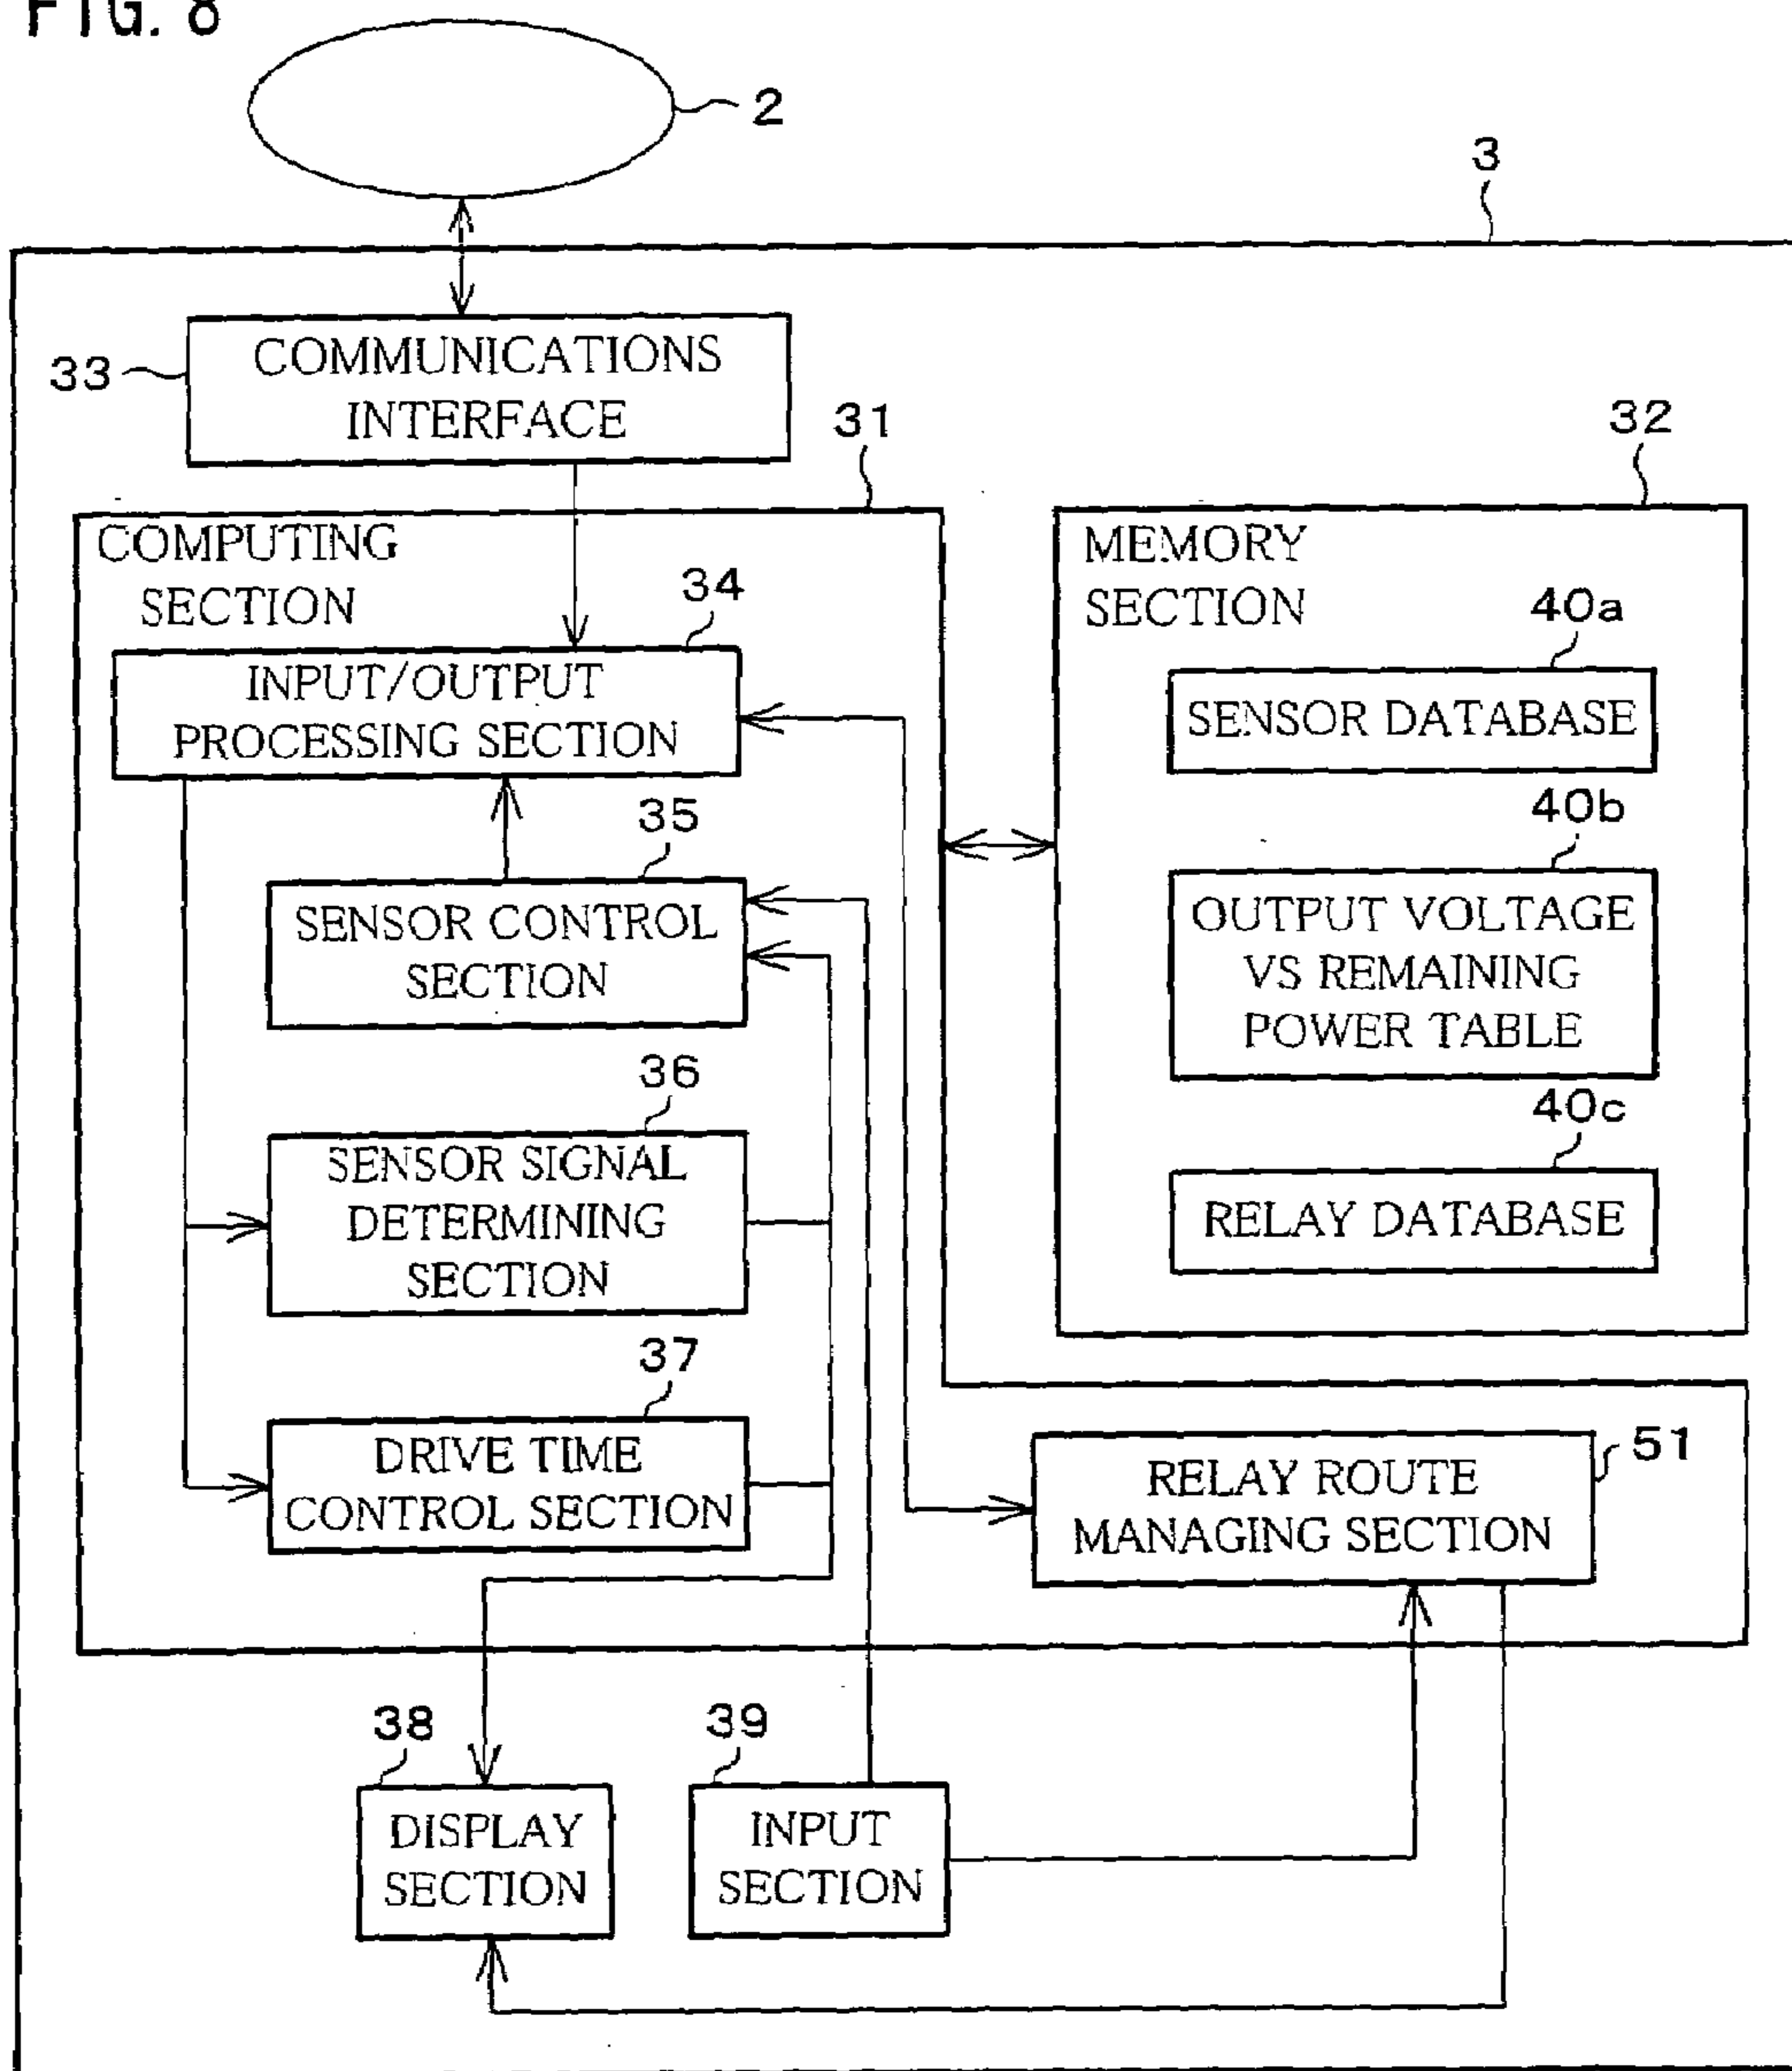 FIG. 8
2
3
33
COMMUNICATIONS
INTERFACE
31
32
COMPUTING
SECTION
MEMORY
SECTION
34
INPUT/OUTPUT
PROCESSING SECTION
40a
SENSOR DATABASE
35
SENSOR CONTROL
SECTION
40b
OUTPUT VOLTAGE
VS REMAINING
POWER TABLE
36
SENSOR SIGNAL
DETERMINING
SECTION
40c
RELAY DATABASE
37
DRIVE TIME
CONTROL SECTION
51
RELAY ROUTE
MANAGING SECTION
38
DISPLAY
SECTION
39
INPUT
SECTION